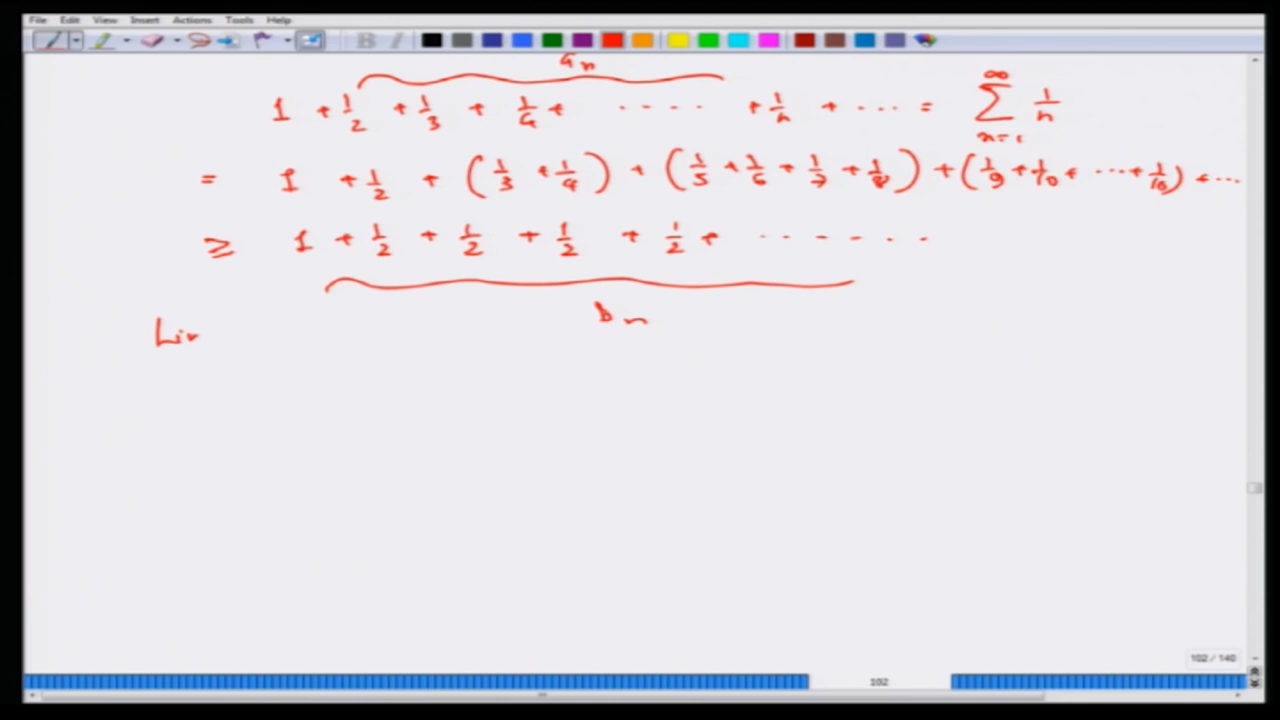 File Edit View Insert Actions Tools Help
B I
a_n
1 + 1/2 + 1/3 + 1/4 + ..... + 1/n + ... = ∑_{n=1}^{∞} 1/n
= 1 + 1/2 + (1/3 + 1/4) + (1/5 + 1/6 + 1/7 + 1/8) + (1/9 + 1/10 + ... + 1/16) + ...
≥ 1 + 1/2 + 1/2 + 1/2 + 1/2 + .......
b_n
Lin
102 / 140
102